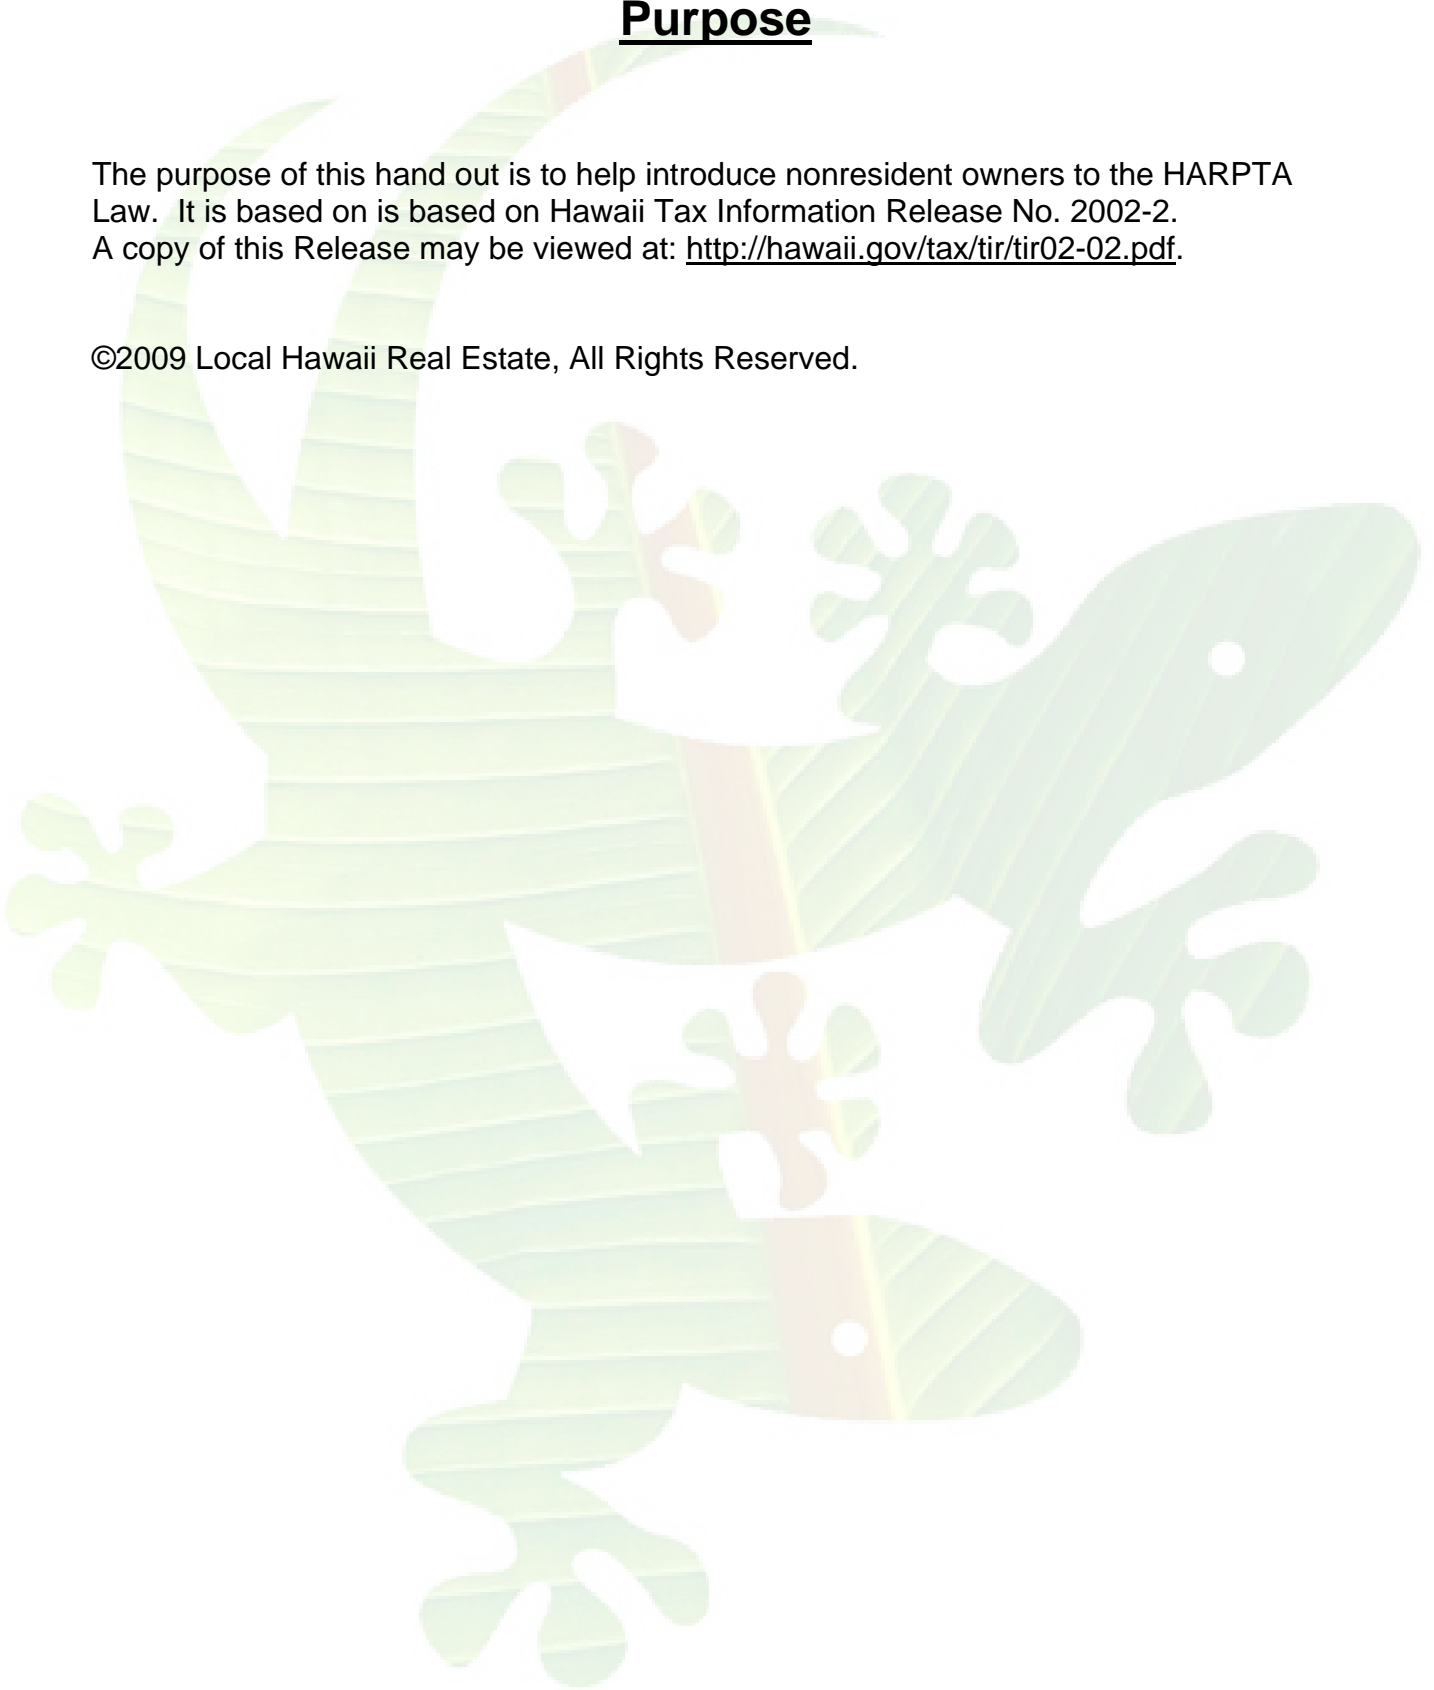 Purpose
The purpose of this hand out is to help introduce nonresident owners to the HARPTA
Law.  It is based on is based on Hawaii Tax Information Release No. 2002-2.
A copy of this Release may be viewed at: http://hawaii.gov/tax/tir/tir02-02.pdf.
©2009 Local Hawaii Real Estate, All Rights Reserved.